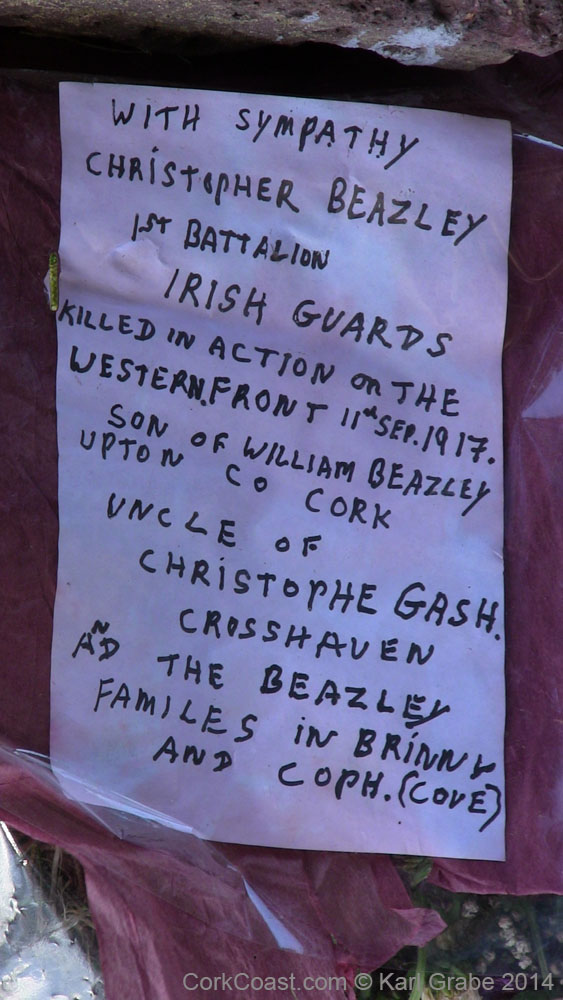 WITH SYMPATHY
CHRISTOPHER BEAZLEY
1ST BATTALION
IRISH GUARDS
KILLED IN ACTION ON THE
WESTERN.FRONT 11th SEP.1917.
SON OF WILLIAM BEAZLEY
UPTON CO CORK
UNCLE OF
CHRISTOPHE GASH.
CROSSHAVEN
AND THE BEAZLEY
FAMILES IN BRINNY
AND COPH.(COVE)
CorkCoast.com © Karl Grabe 2014